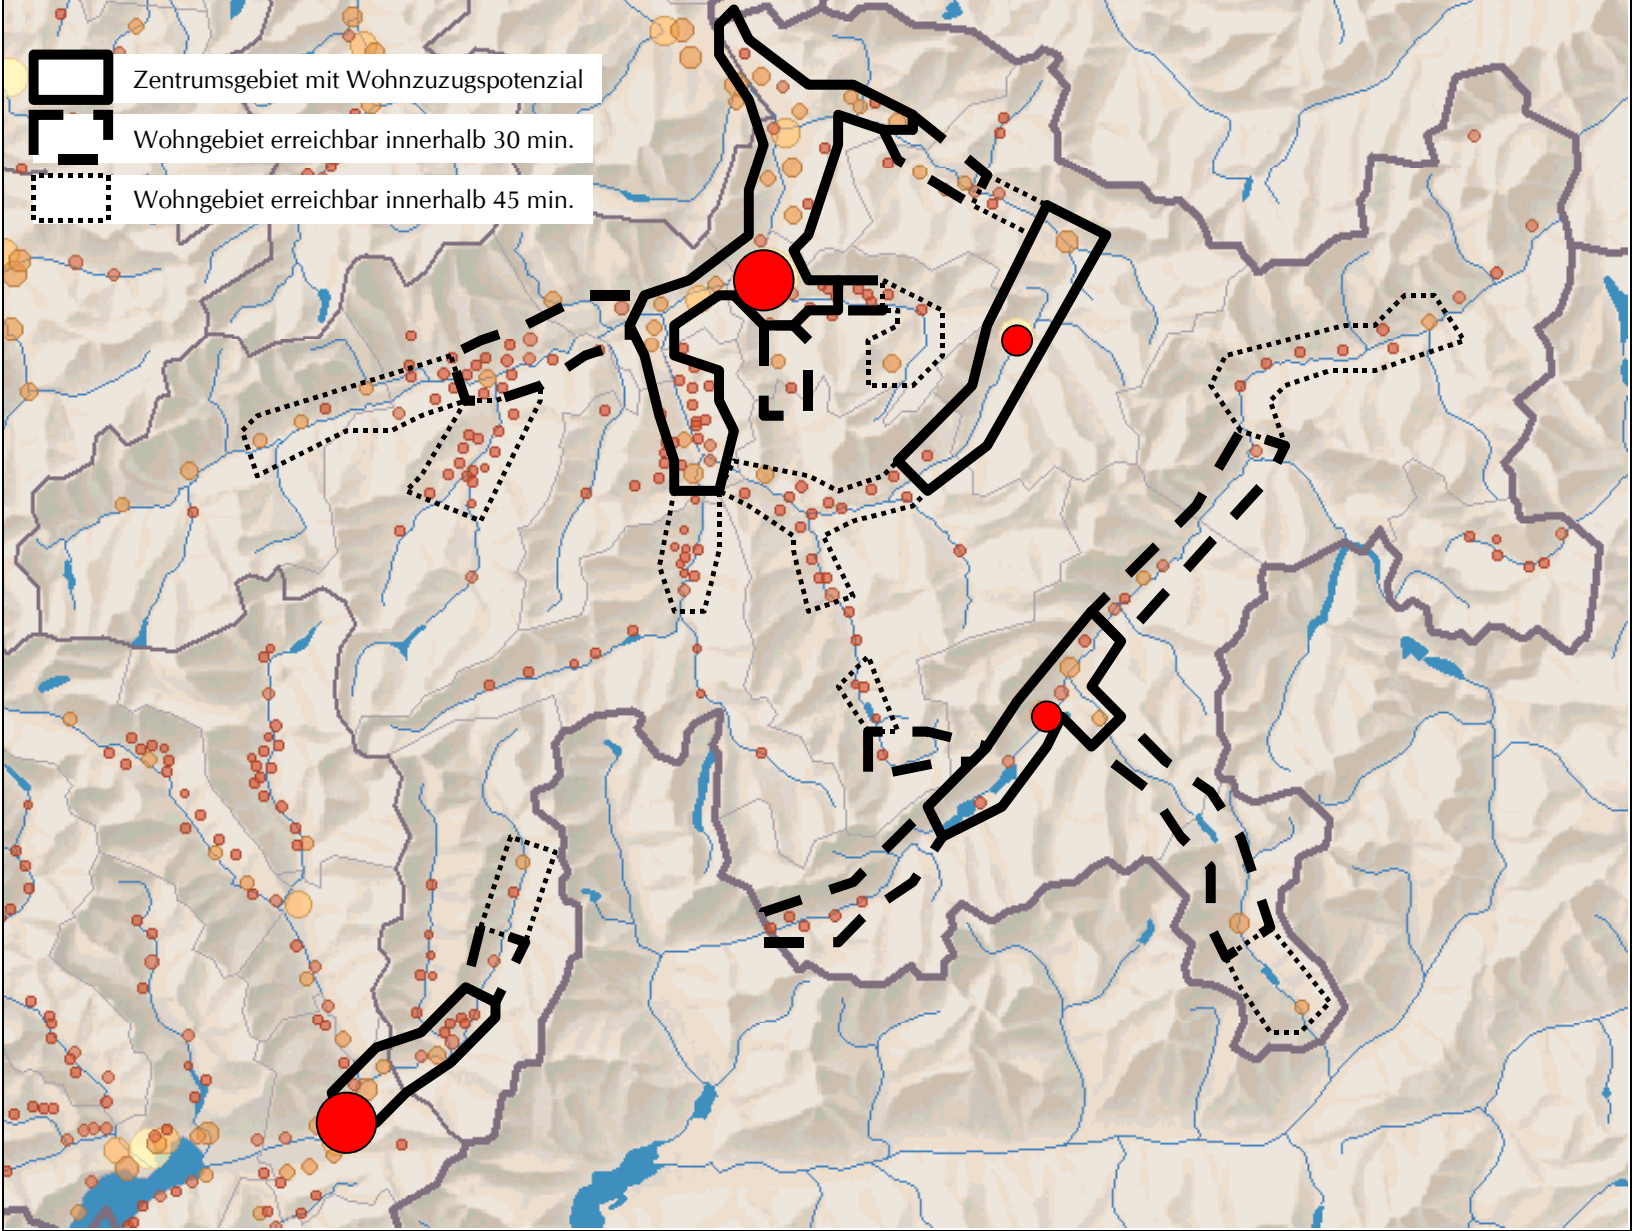 Zentrumsgebiet mit Wohnzuzugspotenzial
Wohngebiet erreichbar innerhalb 30 min.
Wohngebiet erreichbar innerhalb 45 min.